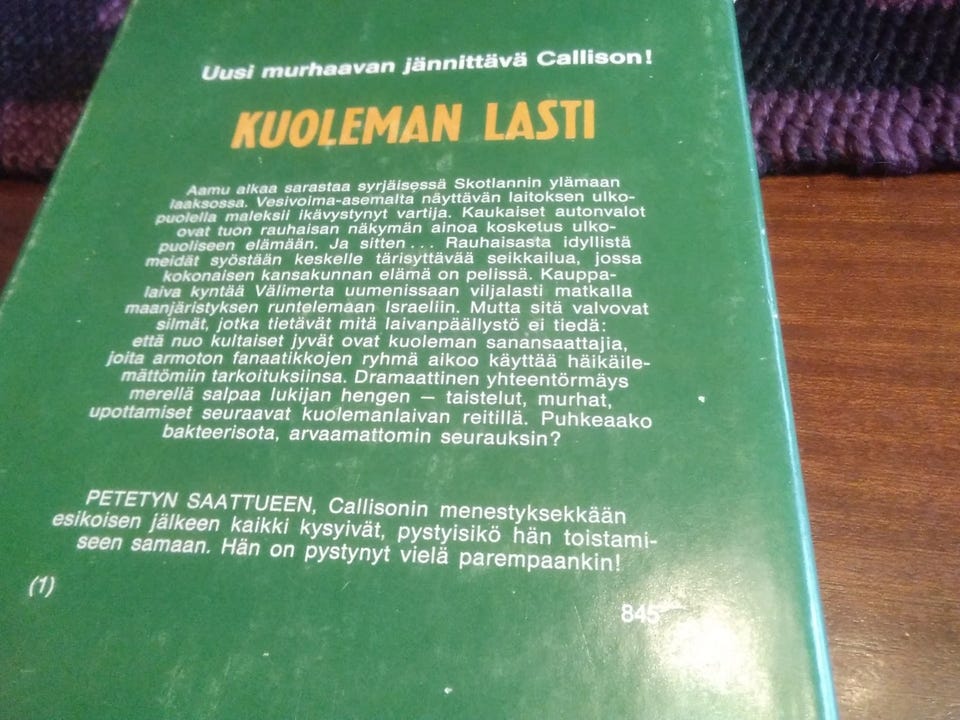 Uusi murhaavan jännittävä Callison!
KUOLEMAN LASTI
Aamu alkaa sarastaa syrjäisessä Skotlannin ylämaan
laaksossa. Vesivoima-asemalta näyttävän laitoksen ulko-
puolella maleksii ikävystynyt vartija. Kaukaiset autonvalot
ovat tuon rauhaisan näkymän ainoa kosketus ulko-
puoliseen elämään. Ja sitten... Rauhaisasta idyllistä
meidät syöstään keskelle tärisyttävää seikkailua, jossa
kokonaisen kansakunnan elämä on pelissä. Kauppa-
laiva kyntää Välimerta uumenissaan viljalasti matkalla
maanjäristyksen runtelemaan Israeliin. Mutta sitä valvovat
silmät, jotka tietävät mitä laivanpäällystö ei tiedä:
että nuo kultaiset jyvät ovat kuoleman sanansaattajia,
joita armoton fanaatikkojen ryhmä aikoo käyttää häikäile-
mättömiin tarkoituksiinsa. Dramaattinen yhteentörmäys
merellä salpaa lukijan hengen — taistelut, murhat,
upottamiset seuraavat kuolemanlaivan reitillä. Puhkeaako
bakteerisota, arvaamattomin seurauksin?
PETETYN SAATTUEEN, Callisonin menestyksekkään
esikoisen jälkeen kaikki kysyivät, pystyisikö hän toistami-
seen samaan. Hän on pystynyt vielä parempaankin!
(1)
845